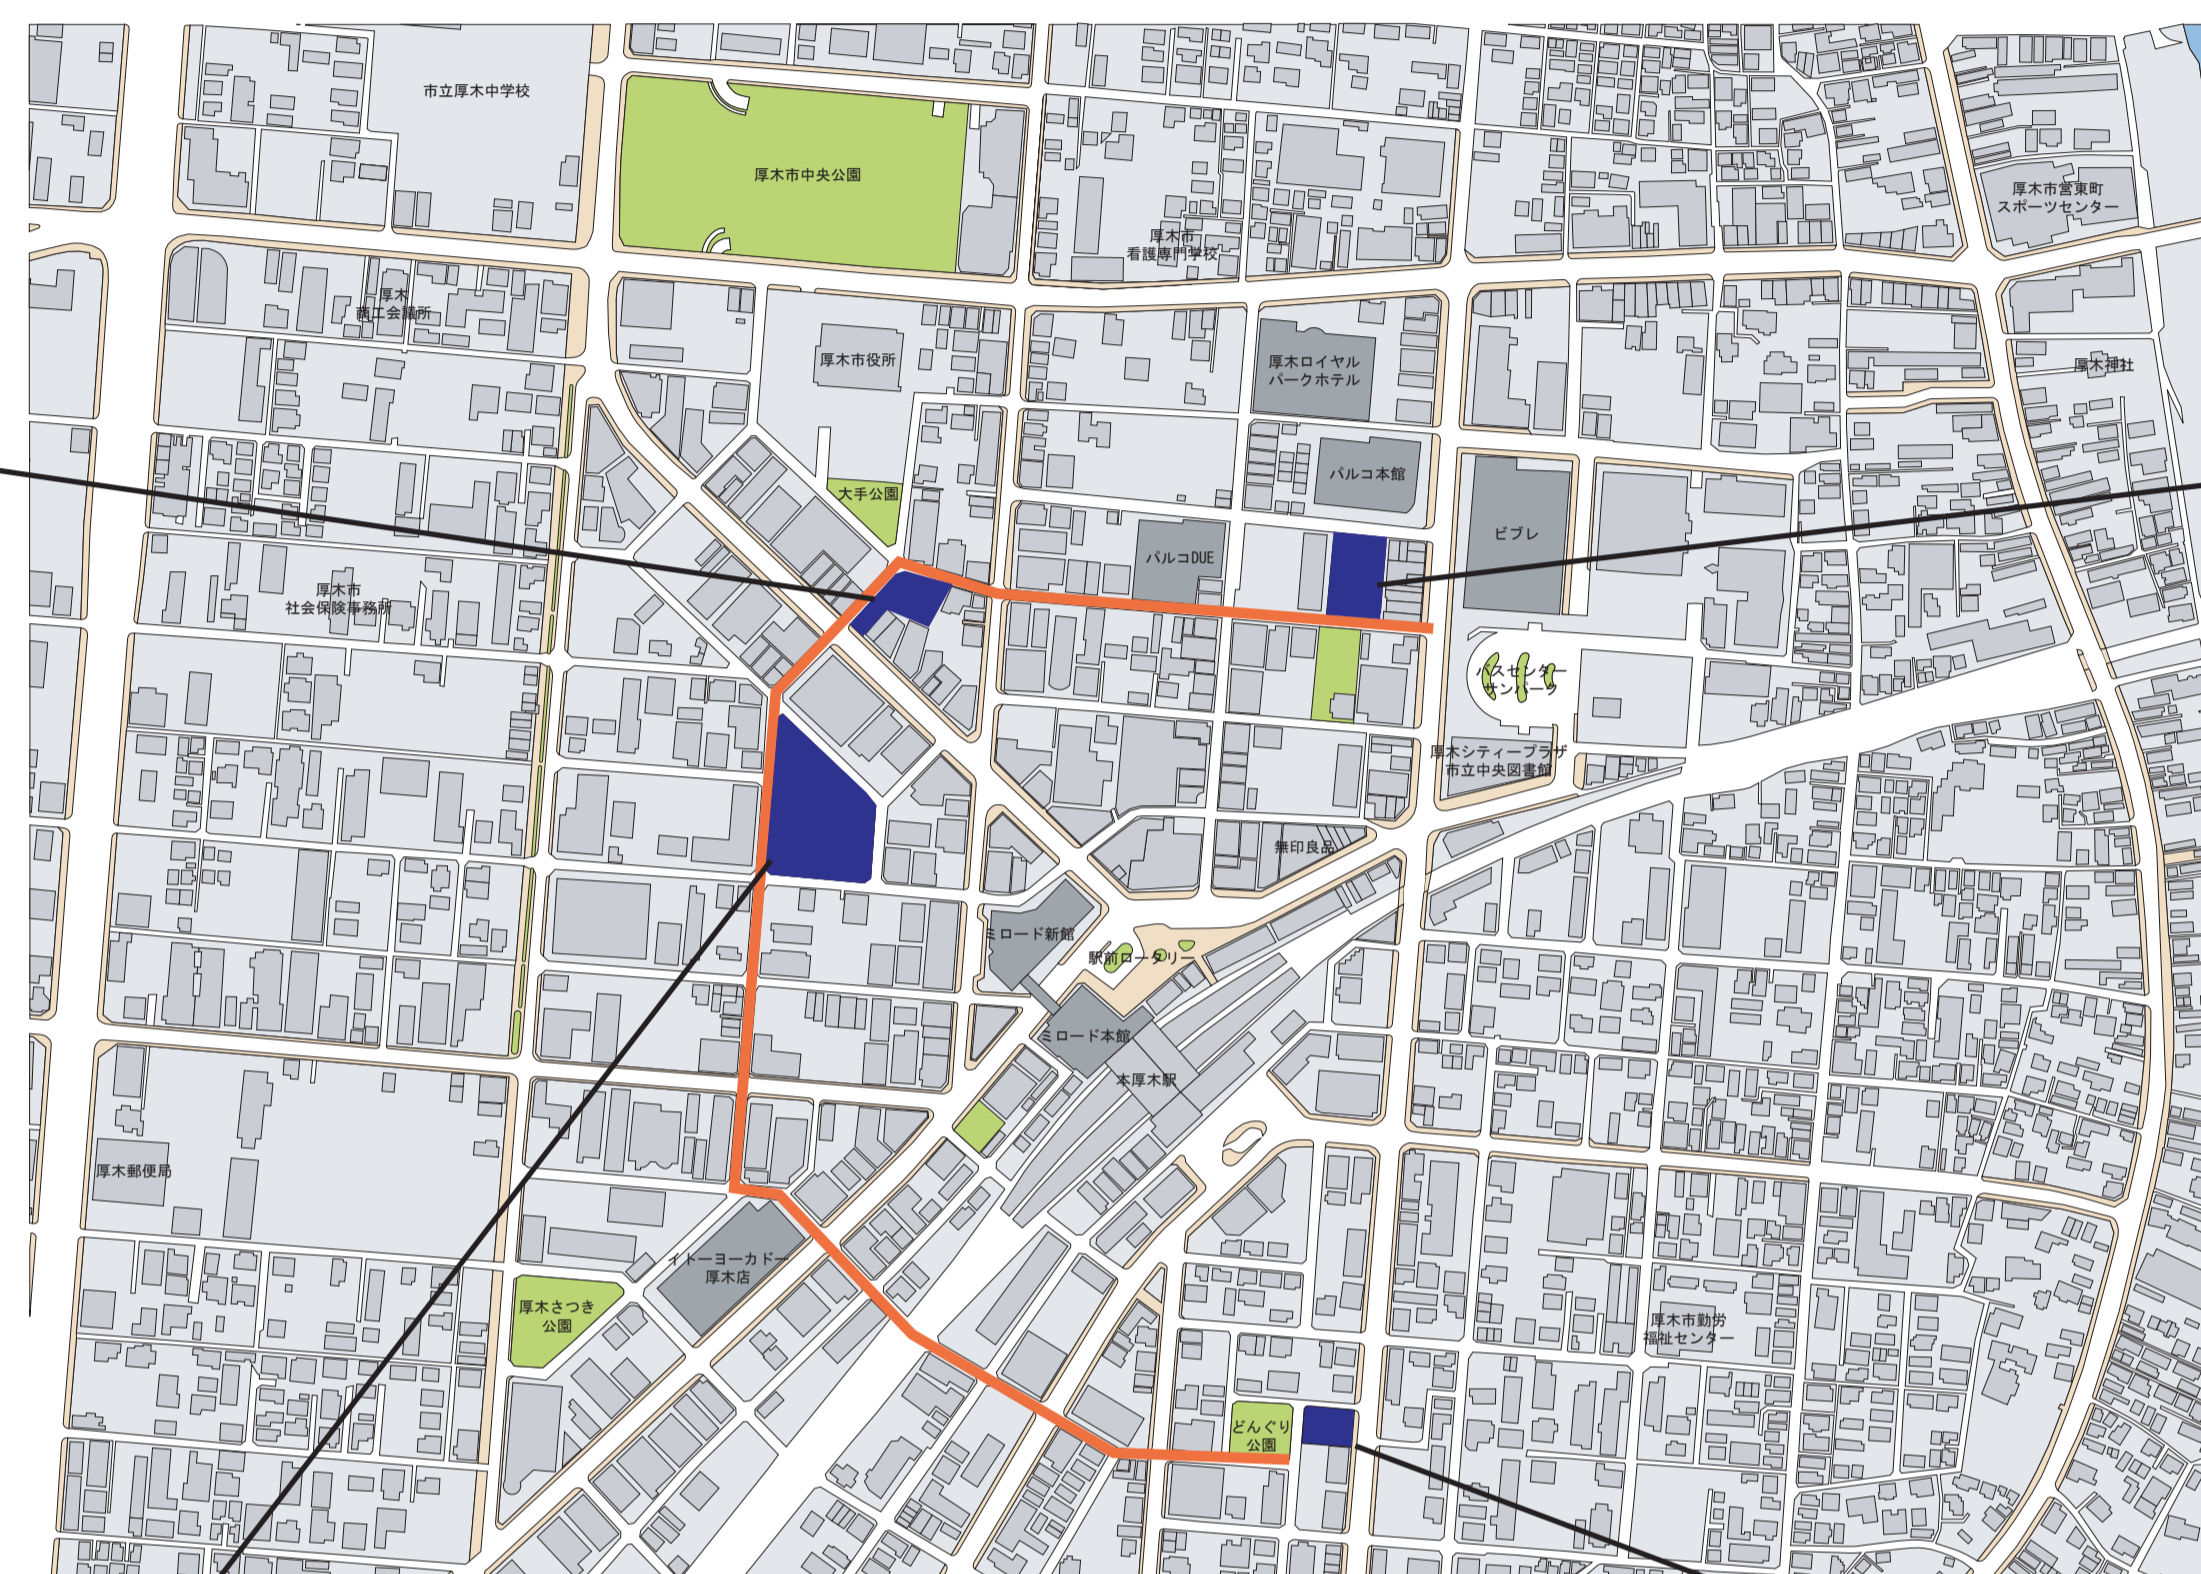 市立厚木中学校
厚木市中央公園
厚木市営東町
スポーツセンター
厚木市
看護専門学校
厚木
商工会議所
厚木市役所
厚木ロイヤル
パークホテル
厚木神社
パルコ本館
大手公園
ビブレ
パルコDUE
厚木市
社会保険事務所
バスセンター
サンパーク
厚木シティープラザ
市立中央図書館
無印良品
ミロード新館
駅前ロータリー
ミロード本館
本厚木駅
厚木郵便局
イトーヨーカドー
厚木店
厚木さつき
公園
厚木市勤労
福祉センター
どんぐり
公園